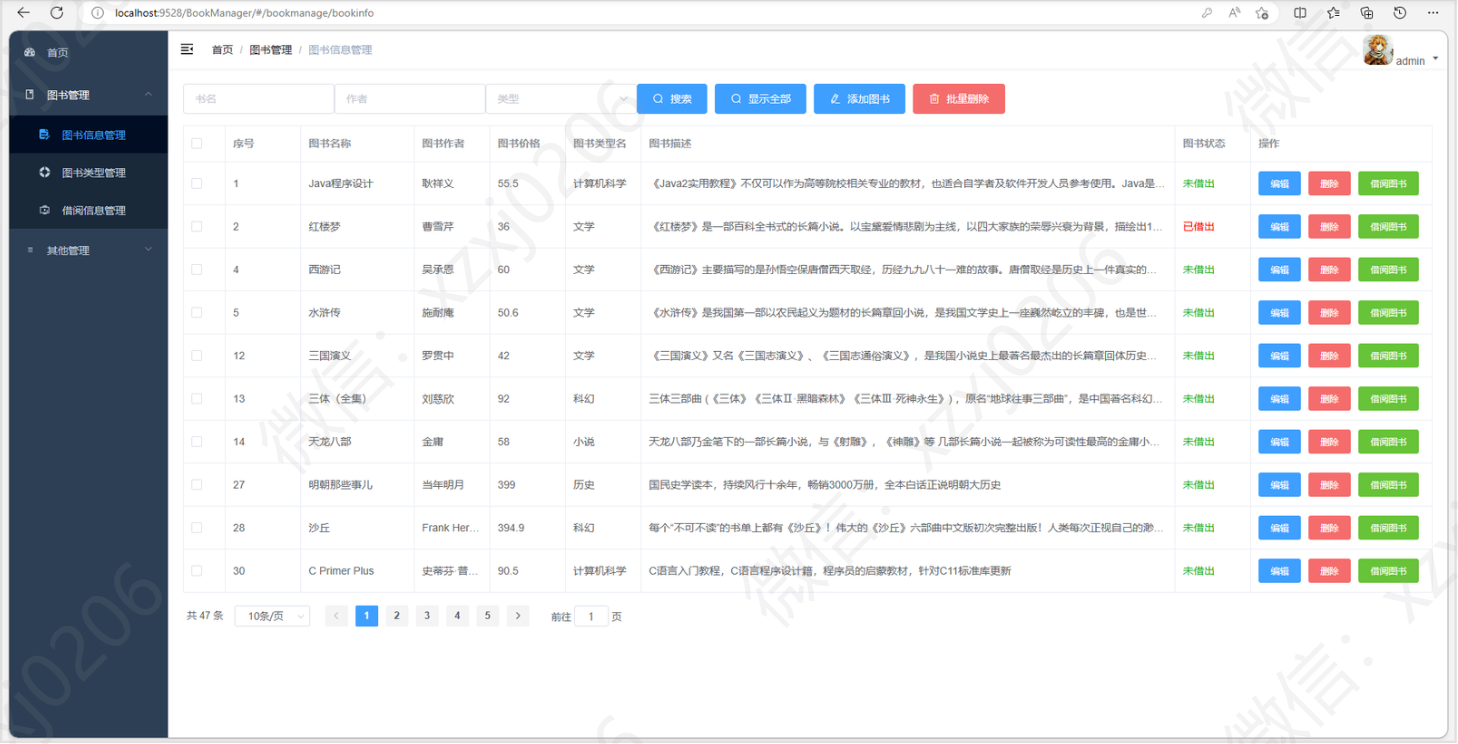 localhost:9528/BookManager/#/bookmanage/bookinfo
首页
图书管理
图书信息管理
图书类型管理
借阅信息管理
其他管理
首页 / 图书管理 / 图书信息管理
admin
书名 作者 类型 搜索 显示全部 添加图书 批量删除
序号 图书名称 图书作者 图书价格 图书类型名 图书描述 图书状态 操作
1 Java程序设计 耿祥义 55.5 计算机科学 《Java2实用教程》不仅可以作为高等院校相关专业的教材，也适合自学者及软件开发人员参考使用。Java是... 未借出 编辑 删除 借阅图书
2 红楼梦 曹雪芹 36 文学 《红楼梦》是一部百科全书式的长篇小说。以宝黛爱情悲剧为主线，以四大家族的荣辱兴衰为背景，描绘出1... 已借出 编辑 删除 借阅图书
4 西游记 吴承恩 60 文学 《西游记》主要描写的是孙悟空保唐僧西天取经，历经九九八十一难的故事。唐僧取经是历史上一件真实的... 未借出 编辑 删除 借阅图书
5 水浒传 施耐庵 50.6 文学 《水浒传》是我国第一部以农民起义为题材的长篇章回小说，是我国文学史上一座巍然屹立的丰碑，也是世... 未借出 编辑 删除 借阅图书
12 三国演义 罗贯中 42 文学 《三国演义》又名《三国志演义》、《三国志通俗演义》，是我国小说史上最著名最杰出的长篇章回体历史... 未借出 编辑 删除 借阅图书
13 三体（全集） 刘慈欣 92 科幻 三体三部曲 (《三体》《三体Ⅱ·黑暗森林》《三体Ⅲ·死神永生》) ，原名“地球往事三部曲”，是中国著名科幻... 未借出 编辑 删除 借阅图书
14 天龙八部 金庸 58 小说 天龙八部乃金笔下的一部长篇小说，与《射雕》，《神雕》等 几部长篇小说一起被称为可读性最高的金庸小... 未借出 编辑 删除 借阅图书
27 明朝那些事儿 当年明月 399 历史 国民史学读本，持续风行十余年，畅销3000万册，全本白话正说明朝大历史 未借出 编辑 删除 借阅图书
28 沙丘 Frank Her... 394.9 科幻 每个“不可不读”的书单上都有《沙丘》！伟大的《沙丘》六部曲中文版初次完整出版！人类每次正视自己的渺... 未借出 编辑 删除 借阅图书
30 C Primer Plus 史蒂芬·普... 90.5 计算机科学 C语言入门教程，C语言程序设计籍，程序员的启蒙教材，针对C11标准库更新 未借出 编辑 删除 借阅图书
共 47 条 10条/页 1 2 3 4 5 前往 1 页
微信：xzxj0206
微信：xzxj0206